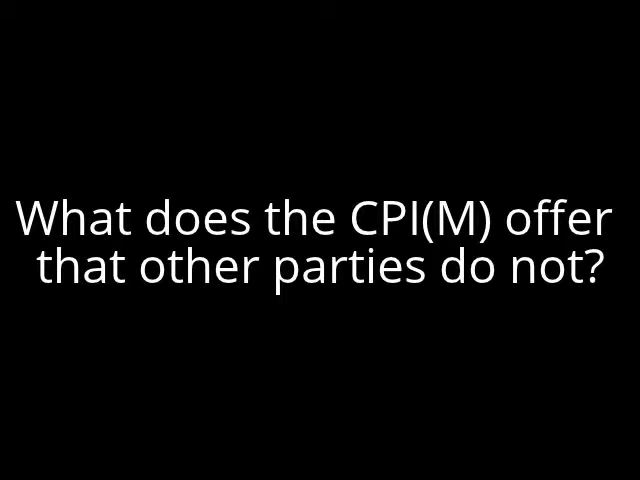 What does the CPI(M) offer
that other parties do not?